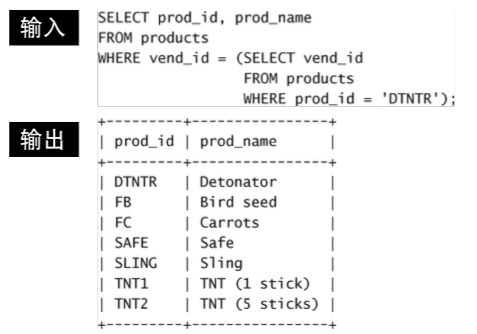 输入
SELECT prod_id, prod_name
FROM products
WHERE vend_id = (SELECT vend_id
                 FROM products
                 WHERE prod_id = 'DTNTR');
输出
+---------+----------------+
| prod_id | prod_name      |
+---------+----------------+
| DTNTR   | Detonator      |
| FB      | Bird seed      |
| FC      | Carrots        |
| SAFE    | Safe           |
| SLING   | Sling          |
| TNT1    | TNT (1 stick)  |
| TNT2    | TNT (5 sticks) |
+---------+----------------+